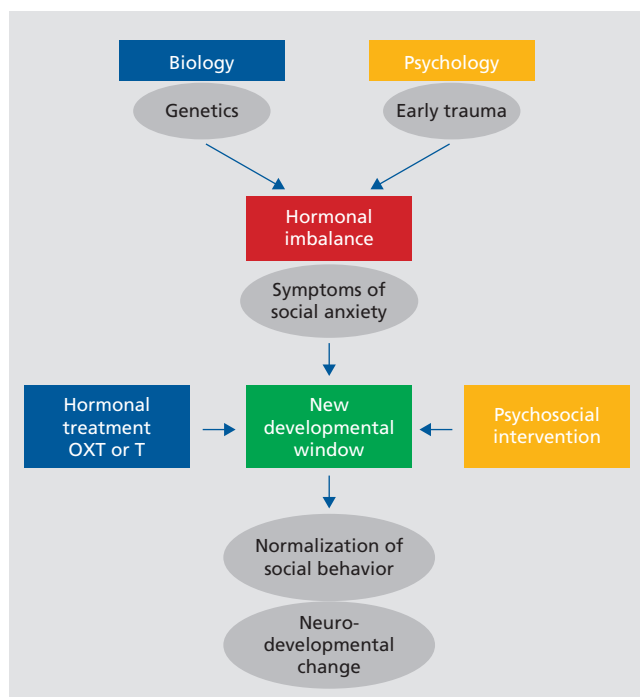 Biology
Psychology
Genetics
Early trauma
Hormonal
imbalance
Symptoms of
social anxiety
Hormonal
treatment
OXT or T
New
developmental
window
Psychosocial
intervention
Normalization of
social behavior
Neuro-
developmental
change